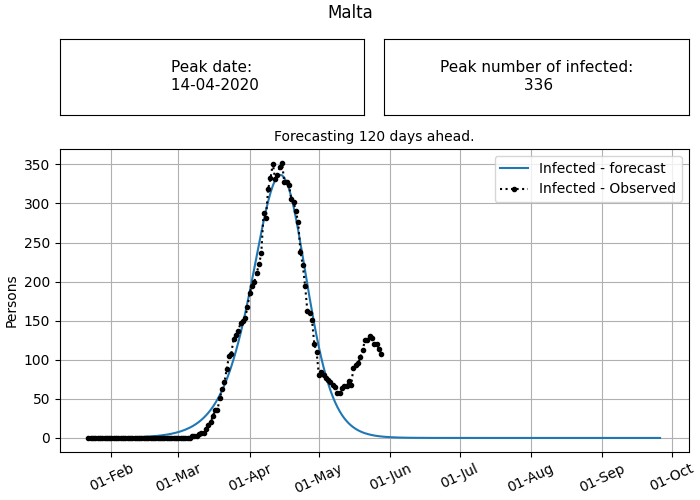 Malta
Peak date:
14-04-2020
Peak number of infected:
336
Forecasting 120 days ahead.
Infected - forecast
Infected - Observed
Persons
350
300
250
200
150
100
50
0
01-Feb
01-Mar
01-Apr
01-May
01-Jun
01-Jul
01-Aug
01-Sep
01-Oct